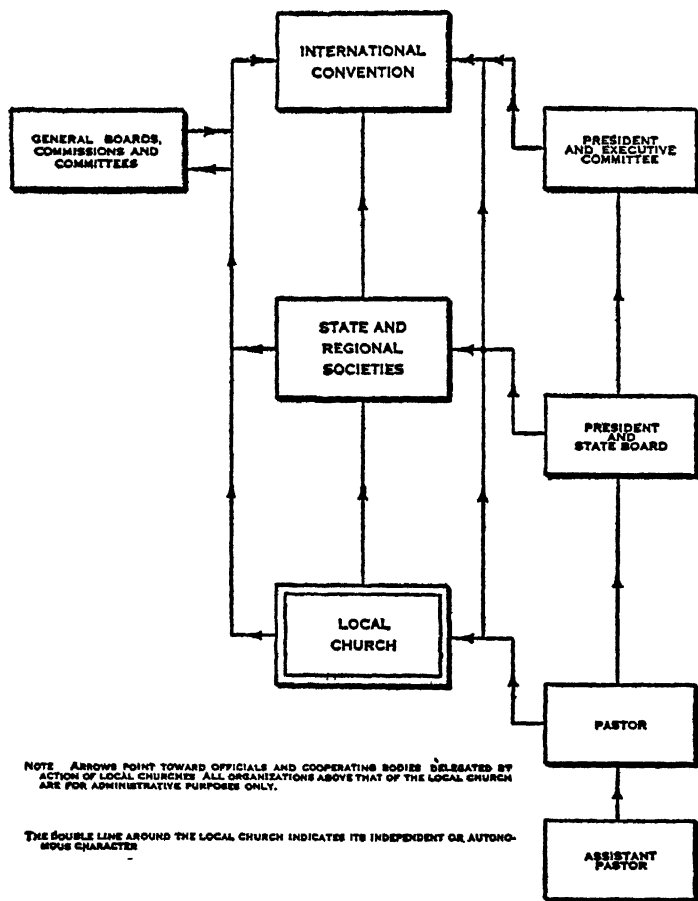 INTERNATIONAL
CONVENTION
GENERAL BOARDS,
COMMISSIONS AND
COMMITTEES
PRESIDENT
AND EXECUTIVE
COMMITTEE
STATE AND
REGIONAL
SOCIETIES
PRESIDENT
AND
STATE BOARD
LOCAL
CHURCH
PASTOR
NOTE ARROWS POINT TOWARD OFFICIALS AND COOPERATING BODIES DELEGATED BY
ACTION OF LOCAL CHURCHES ALL ORGANIZATIONS ABOVE THAT OF THE LOCAL CHURCH
ARE FOR ADMINISTRATIVE PURPOSES ONLY.
THE DOUBLE LINE AROUND THE LOCAL CHURCH INDICATES ITS INDEPENDENT OR AUTONO-
MOUS CHARACTER
ASSISTANT
PASTOR